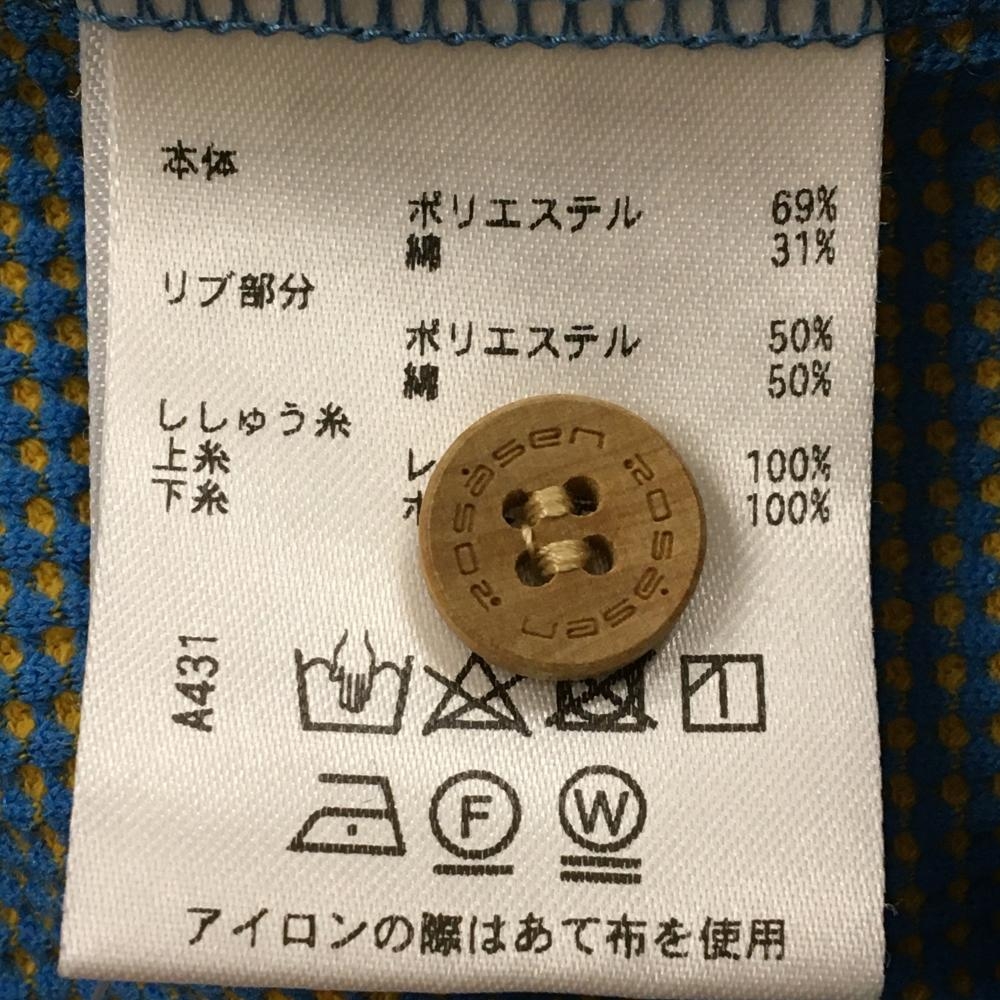 本体
ポリエステル 69%
綿 31%
リブ部分
ポリエステル 50%
綿 50%
ししゅう糸
上糸 レ 100%
下糸 100%
rosasen rosasen
A431
F W
アイロンの際はあて布を使用